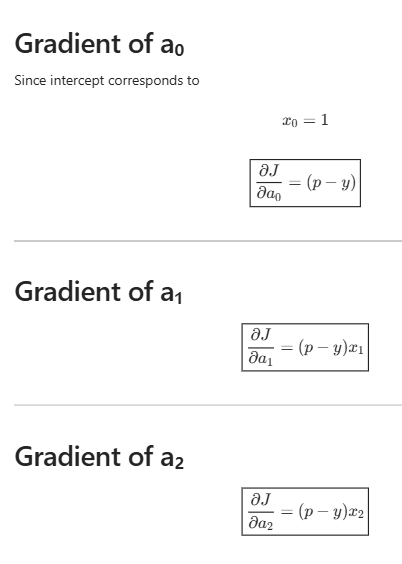 Gradient of a₀
Since intercept corresponds to
x₀ = 1
∂J/∂a₀ = (p − y)
Gradient of a₁
∂J/∂a₁ = (p − y)x₁
Gradient of a₂
∂J/∂a₂ = (p − y)x₂